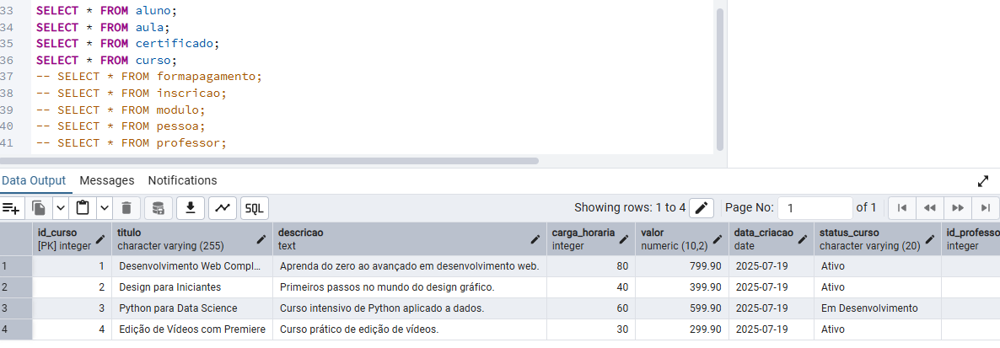 33 SELECT * FROM aluno;
34 SELECT * FROM aula;
35 SELECT * FROM certificado;
36 SELECT * FROM curso;
37 -- SELECT * FROM formapagamento;
38 -- SELECT * FROM inscricao;
39 -- SELECT * FROM modulo;
40 -- SELECT * FROM pessoa;
41 -- SELECT * FROM professor;
Data Output Messages Notifications
SQL Showing rows: 1 to 4 Page No: 1 of 1
id_curso titulo descricao carga_horaria valor data_criacao status_curso id_professo
[PK] integer character varying (255) text integer numeric (10,2) date character varying (20) integer
1 1 Desenvolvimento Web Compl... Aprenda do zero ao avançado em desenvolvimento web. 80 799.90 2025-07-19 Ativo
2 2 Design para Iniciantes Primeiros passos no mundo do design gráfico. 40 399.90 2025-07-19 Ativo
3 3 Python para Data Science Curso intensivo de Python aplicado a dados. 60 599.90 2025-07-19 Em Desenvolvimento
4 4 Edição de Vídeos com Premiere Curso prático de edição de vídeos. 30 299.90 2025-07-19 Ativo